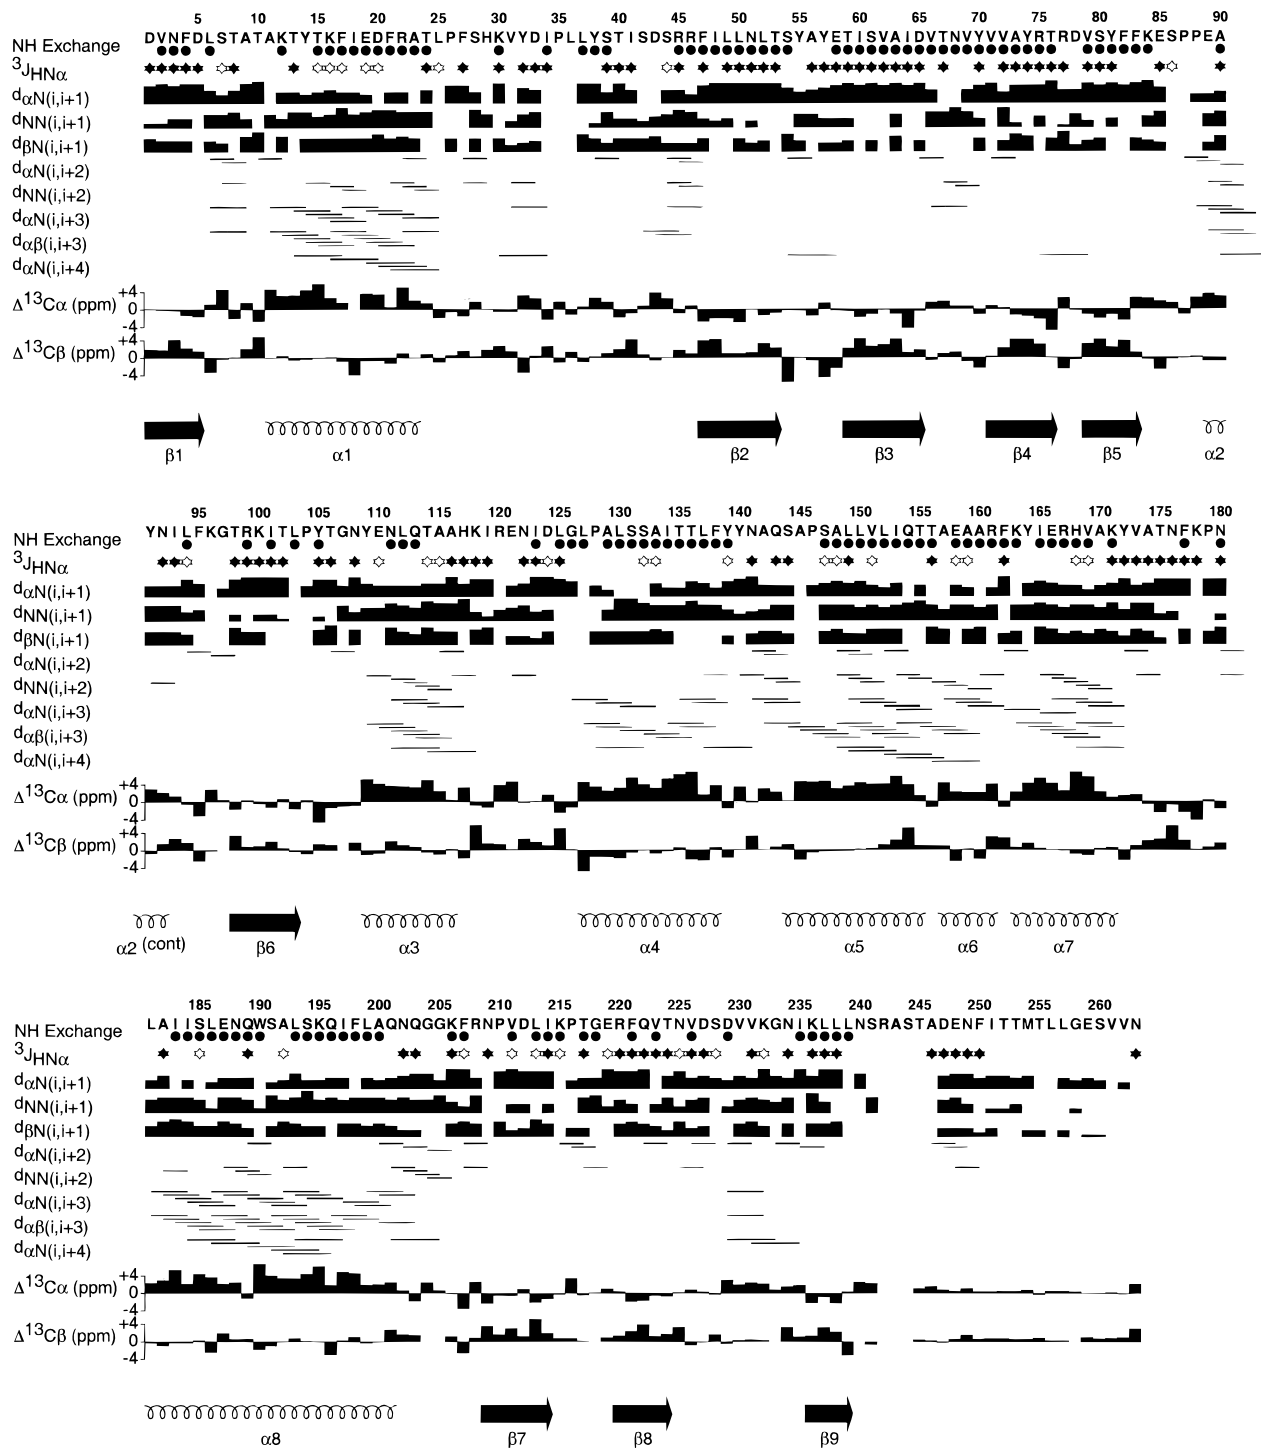 5 10 15 20 25 30 35 40 45 50 55 60 65 70 75 80 85 90
DVNFDLSTATAKTYTKFIEDFRATLPFSHKVYDIPLLYSTISDSRRFILLNLTSYAYETISVAIDVTNVYVVAYRTRDVSYFFKESPPEA
NH Exchange
3JHNα
dαN(i,i+1)
dNN(i,i+1)
dβN(i,i+1)
dαN(i,i+2)
dNN(i,i+2)
dαN(i,i+3)
dαβ(i,i+3)
dαN(i,i+4)
Δ13Cα (ppm) +4 0 -4
Δ13Cβ (ppm) +4 0 -4
β1 α1 β2 β3 β4 β5 α2
95 100 105 110 115 120 125 130 135 140 145 150 155 160 165 170 175 180
YNILFKGTRKITLPYTGNYENLQTAAHKIRENIDLGLPALSSAITTLFYYNAQSAPSALLVLIQTTAEAARFKYIERHVAKYVATNFKPN
NH Exchange
3JHNα
dαN(i,i+1)
dNN(i,i+1)
dβN(i,i+1)
dαN(i,i+2)
dNN(i,i+2)
dαN(i,i+3)
dαβ(i,i+3)
dαN(i,i+4)
Δ13Cα (ppm) +4 0 -4
Δ13Cβ (ppm) +4 0 -4
α2 (cont) β6 α3 α4 α5 α6 α7
185 190 195 200 205 210 215 220 225 230 235 240 245 250 255 260
LAIISLENQWSALSKQIFLAQNQGGKFRNPVDLIKPTGERFQVTNVDSDVVKGNIKLLLNSRASTADENFITTMTLLGESVVN
NH Exchange
3JHNα
dαN(i,i+1)
dNN(i,i+1)
dβN(i,i+1)
dαN(i,i+2)
dNN(i,i+2)
dαN(i,i+3)
dαβ(i,i+3)
dαN(i,i+4)
Δ13Cα (ppm) +4 0 -4
Δ13Cβ (ppm) +4 0 -4
α8 β7 β8 β9